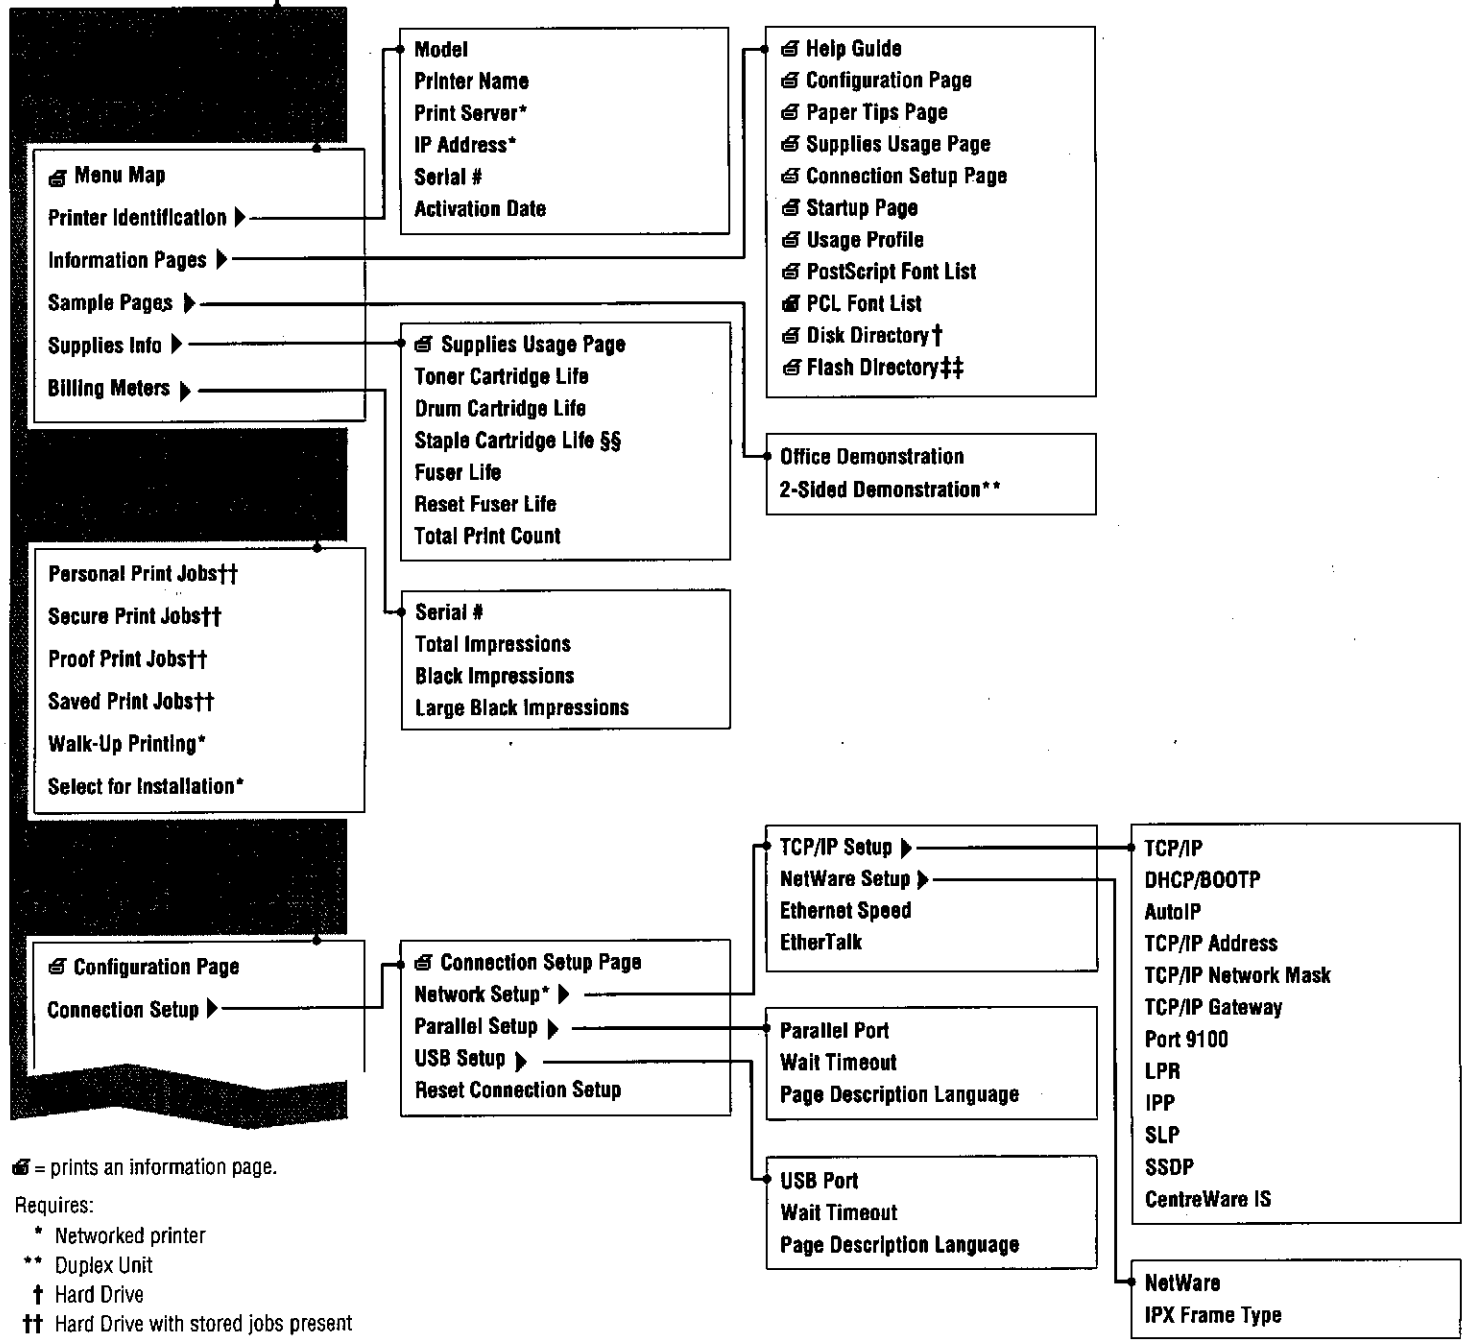 Menu Map
Printer Identification
Information Pages
Sample Pages
Supplies Info
Billing Meters
Model
Printer Name
Print Server*
IP Address*
Serial #
Activation Date
Help Guide
Configuration Page
Paper Tips Page
Supplies Usage Page
Connection Setup Page
Startup Page
Usage Profile
PostScript Font List
PCL Font List
Disk Directory†
Flash Directory‡‡
Supplies Usage Page
Toner Cartridge Life
Drum Cartridge Life
Staple Cartridge Life §§
Fuser Life
Reset Fuser Life
Total Print Count
Office Demonstration
2-Sided Demonstration**
Serial #
Total Impressions
Black Impressions
Large Black Impressions
Personal Print Jobs††
Secure Print Jobs††
Proof Print Jobs††
Saved Print Jobs††
Walk-Up Printing*
Select for Installation*
Configuration Page
Connection Setup
Connection Setup Page
Network Setup*
Parallel Setup
USB Setup
Reset Connection Setup
TCP/IP Setup
NetWare Setup
Ethernet Speed
EtherTalk
Parallel Port
Wait Timeout
Page Description Language
USB Port
Wait Timeout
Page Description Language
TCP/IP
DHCP/BOOTP
AutoIP
TCP/IP Address
TCP/IP Network Mask
TCP/IP Gateway
Port 9100
LPR
IPP
SLP
SSDP
CentreWare IS
NetWare
IPX Frame Type
= prints an information page.
Requires:
* Networked printer
** Duplex Unit
† Hard Drive
†† Hard Drive with stored jobs present